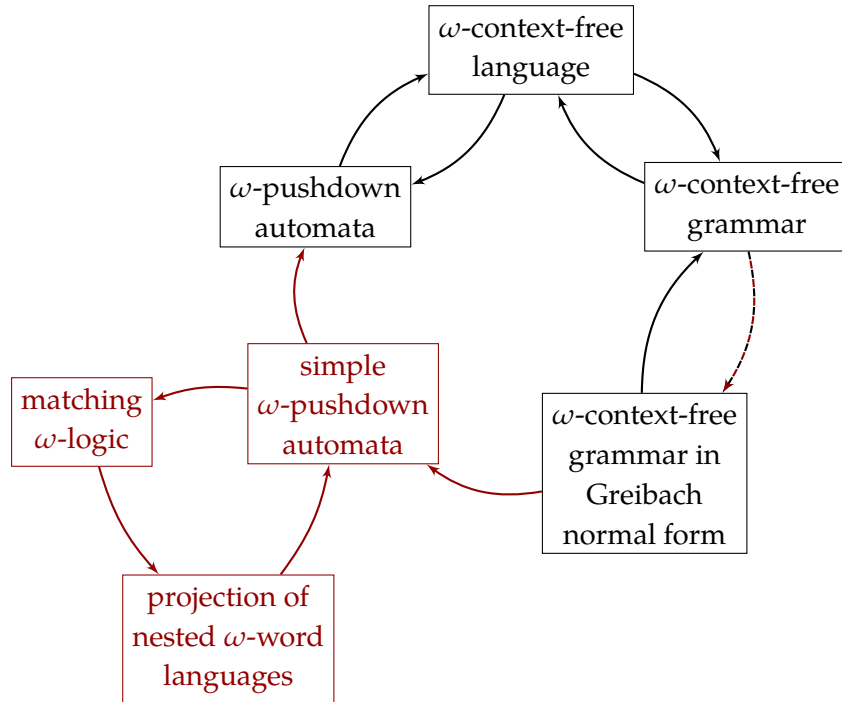 ω-context-free
language
ω-pushdown
automata
ω-context-free
grammar
simple
ω-pushdown
automata
matching
ω-logic
ω-context-free
grammar in
Greibach
normal form
projection of
nested ω-word
languages